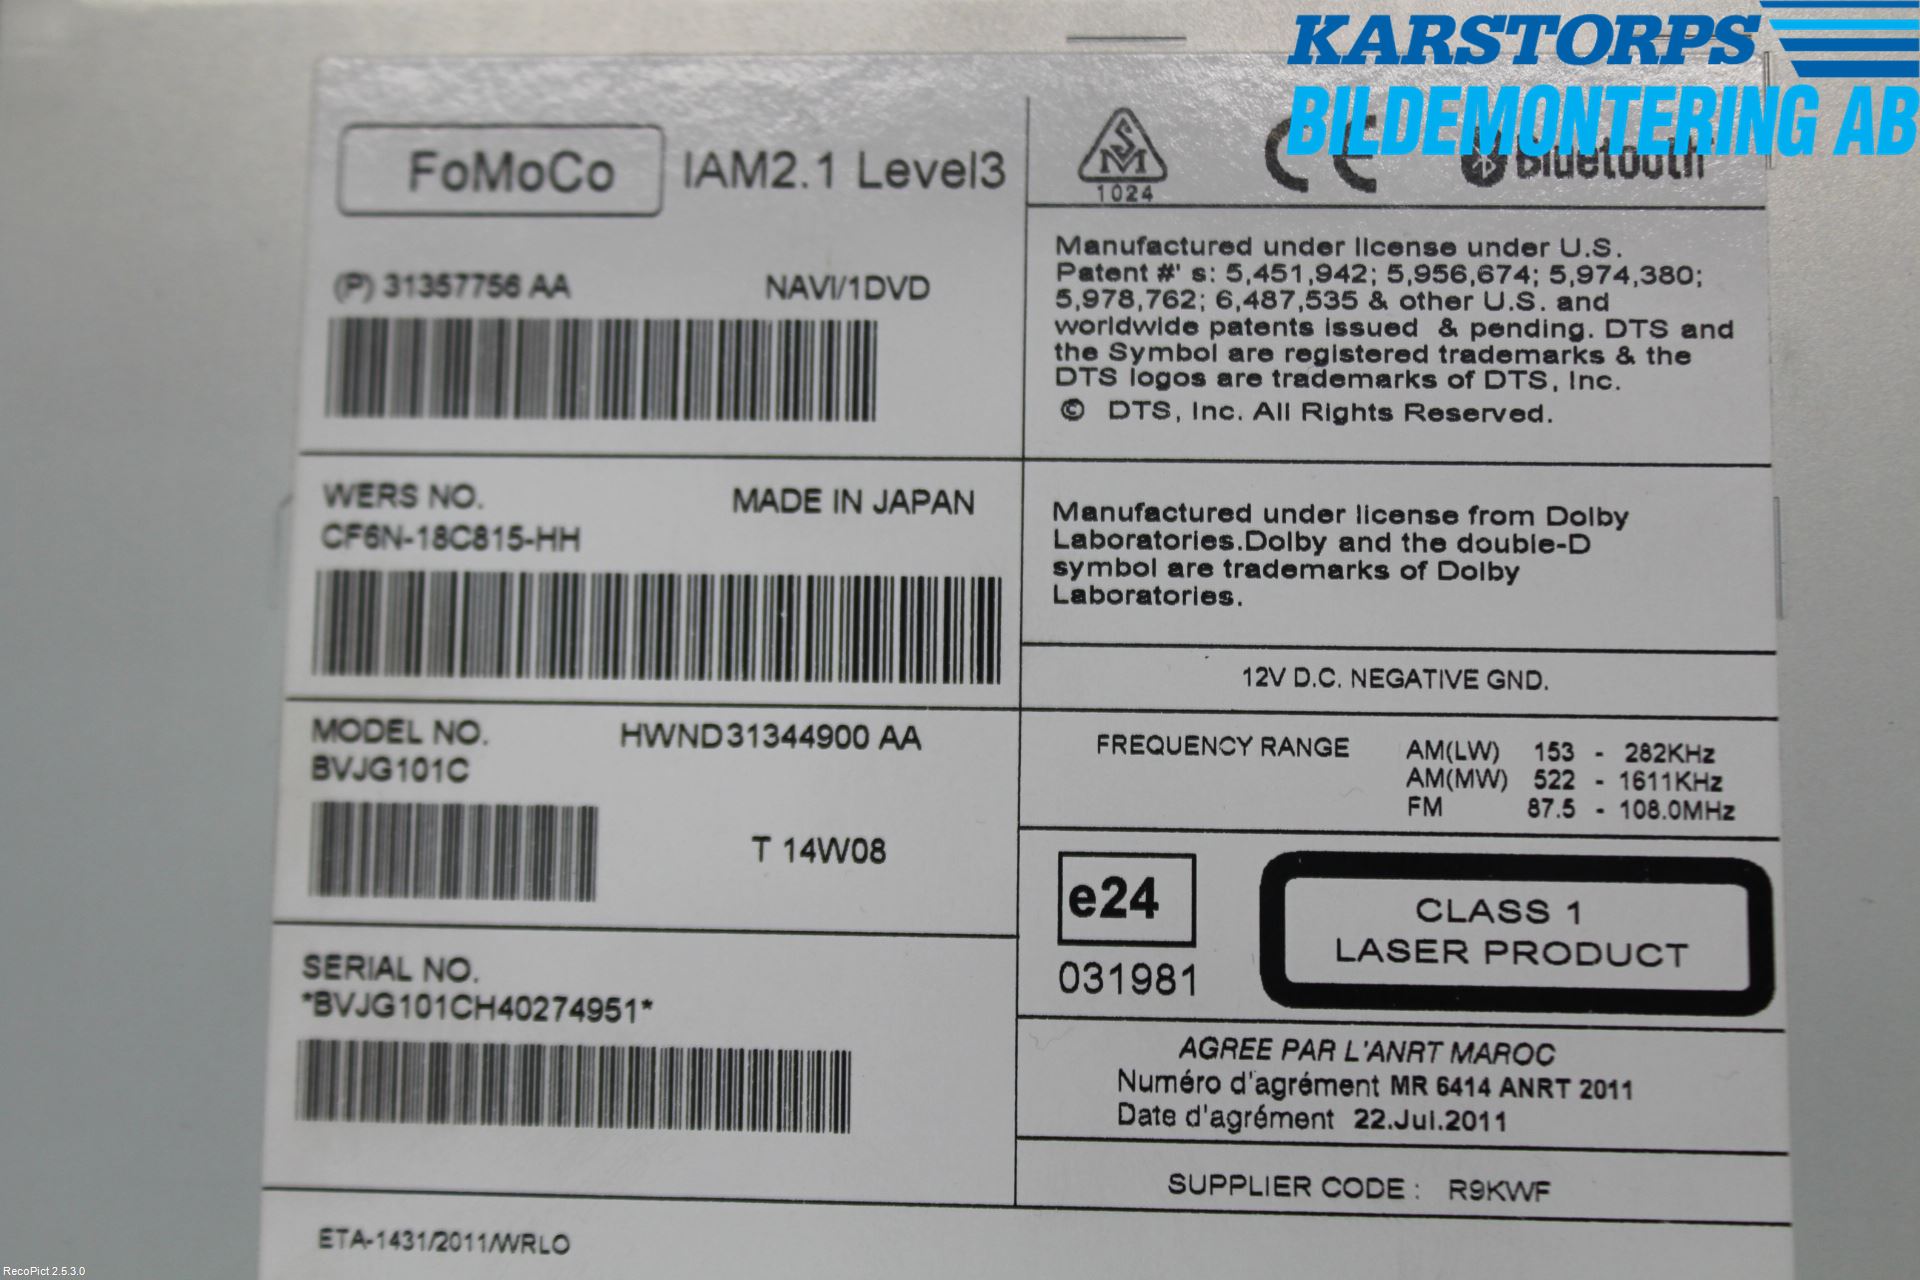 KARSTORPS
BILDEMONTERING AB
FoMoCo IAM2.1 Level3
(P) 31357756 AA NAVI/1DVD
WERS NO. MADE IN JAPAN
CF6N-18C815-HH
MODEL NO. HWND31344900 AA
BVJG101C
T 14W08
SERIAL NO.
*BVJG101CH40274951*
ETA-1431/2011/WRLO
SM
1024
CE Bluetooth
Manufactured under license under U.S.
Patent #' s: 5,451,942; 5,956,674; 5,974,380;
5,978,762; 6,487,535 & other U.S. and
worldwide patents issued & pending. DTS and
the Symbol are registered trademarks & the
DTS logos are trademarks of DTS, Inc.
© DTS, Inc. All Rights Reserved.
Manufactured under license from Dolby
Laboratories.Dolby and the double-D
symbol are trademarks of Dolby
Laboratories.
12V D.C. NEGATIVE GND.
FREQUENCY RANGE AM(LW) 153 - 282KHz
AM(MW) 522 - 1611KHz
FM 87.5 - 108.0MHz
e24
031981
CLASS 1
LASER PRODUCT
AGREE PAR L'ANRT MAROC
Numéro d'agrément MR 6414 ANRT 2011
Date d'agrément 22.Jul.2011
SUPPLIER CODE : R9KWF
RecoPict 2.5.3.0